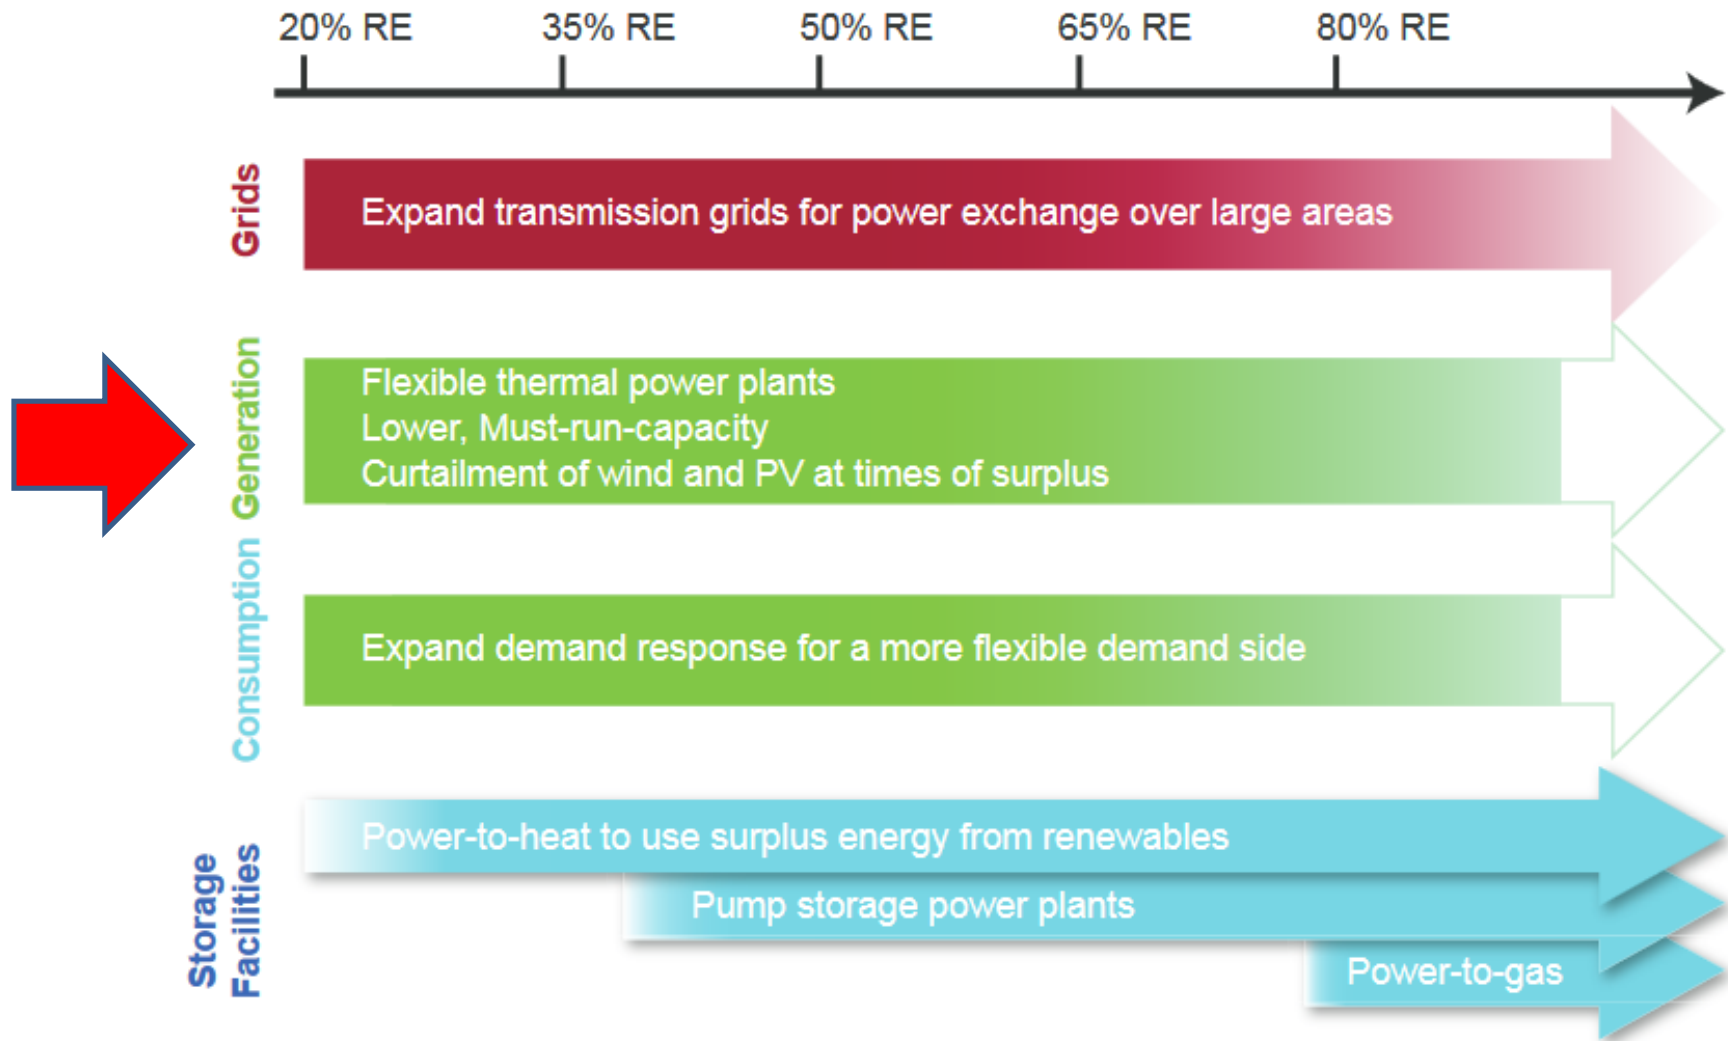 20% RE
35% RE
50% RE
65% RE
80% RE
Grids
Expand transmission grids for power exchange over large areas
Generation
Flexible thermal power plants
Lower, Must-run-capacity
Curtailment of wind and PV at times of surplus
Consumption
Expand demand response for a more flexible demand side
Storage
Facilities
Power-to-heat to use surplus energy from renewables
Pump storage power plants
Power-to-gas